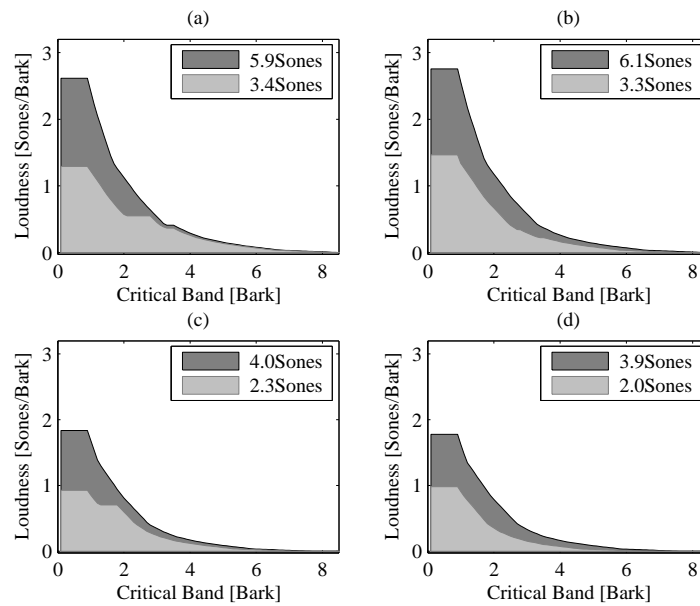 (a)
3
2
1
0
Loudness [Sones/Bark]
5.9Sones
3.4Sones
0 2 4 6 8
Critical Band [Bark]
(b)
3
2
1
0
Loudness [Sones/Bark]
6.1Sones
3.3Sones
0 2 4 6 8
Critical Band [Bark]
(c)
3
2
1
0
Loudness [Sones/Bark]
4.0Sones
2.3Sones
0 2 4 6 8
Critical Band [Bark]
(d)
3
2
1
0
Loudness [Sones/Bark]
3.9Sones
2.0Sones
0 2 4 6 8
Critical Band [Bark]